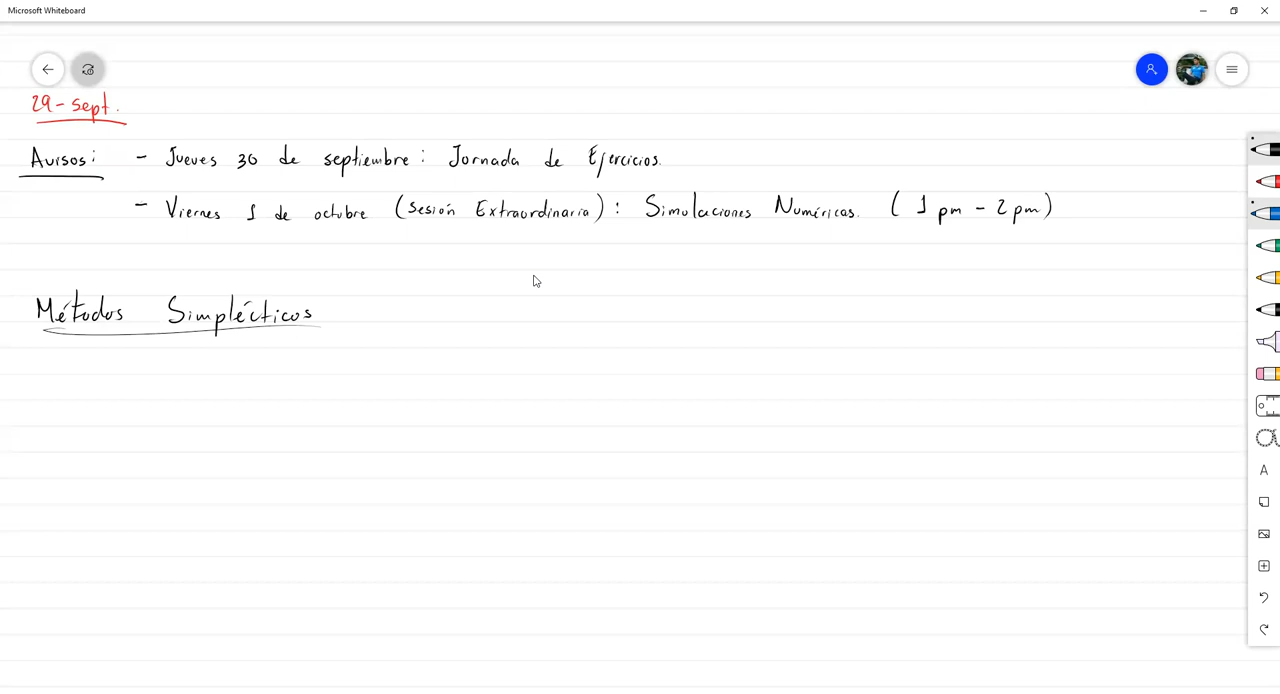 Microsoft Whiteboard
29-sept.
Avisos: - Jueves 30 de septiembre: Jornada de Ejercicios.
- Viernes 1 de octubre (Sesión Extraordinaria): Simulaciones Numéricas. (1 pm - 2 pm)
Métodos Simplécticos
A